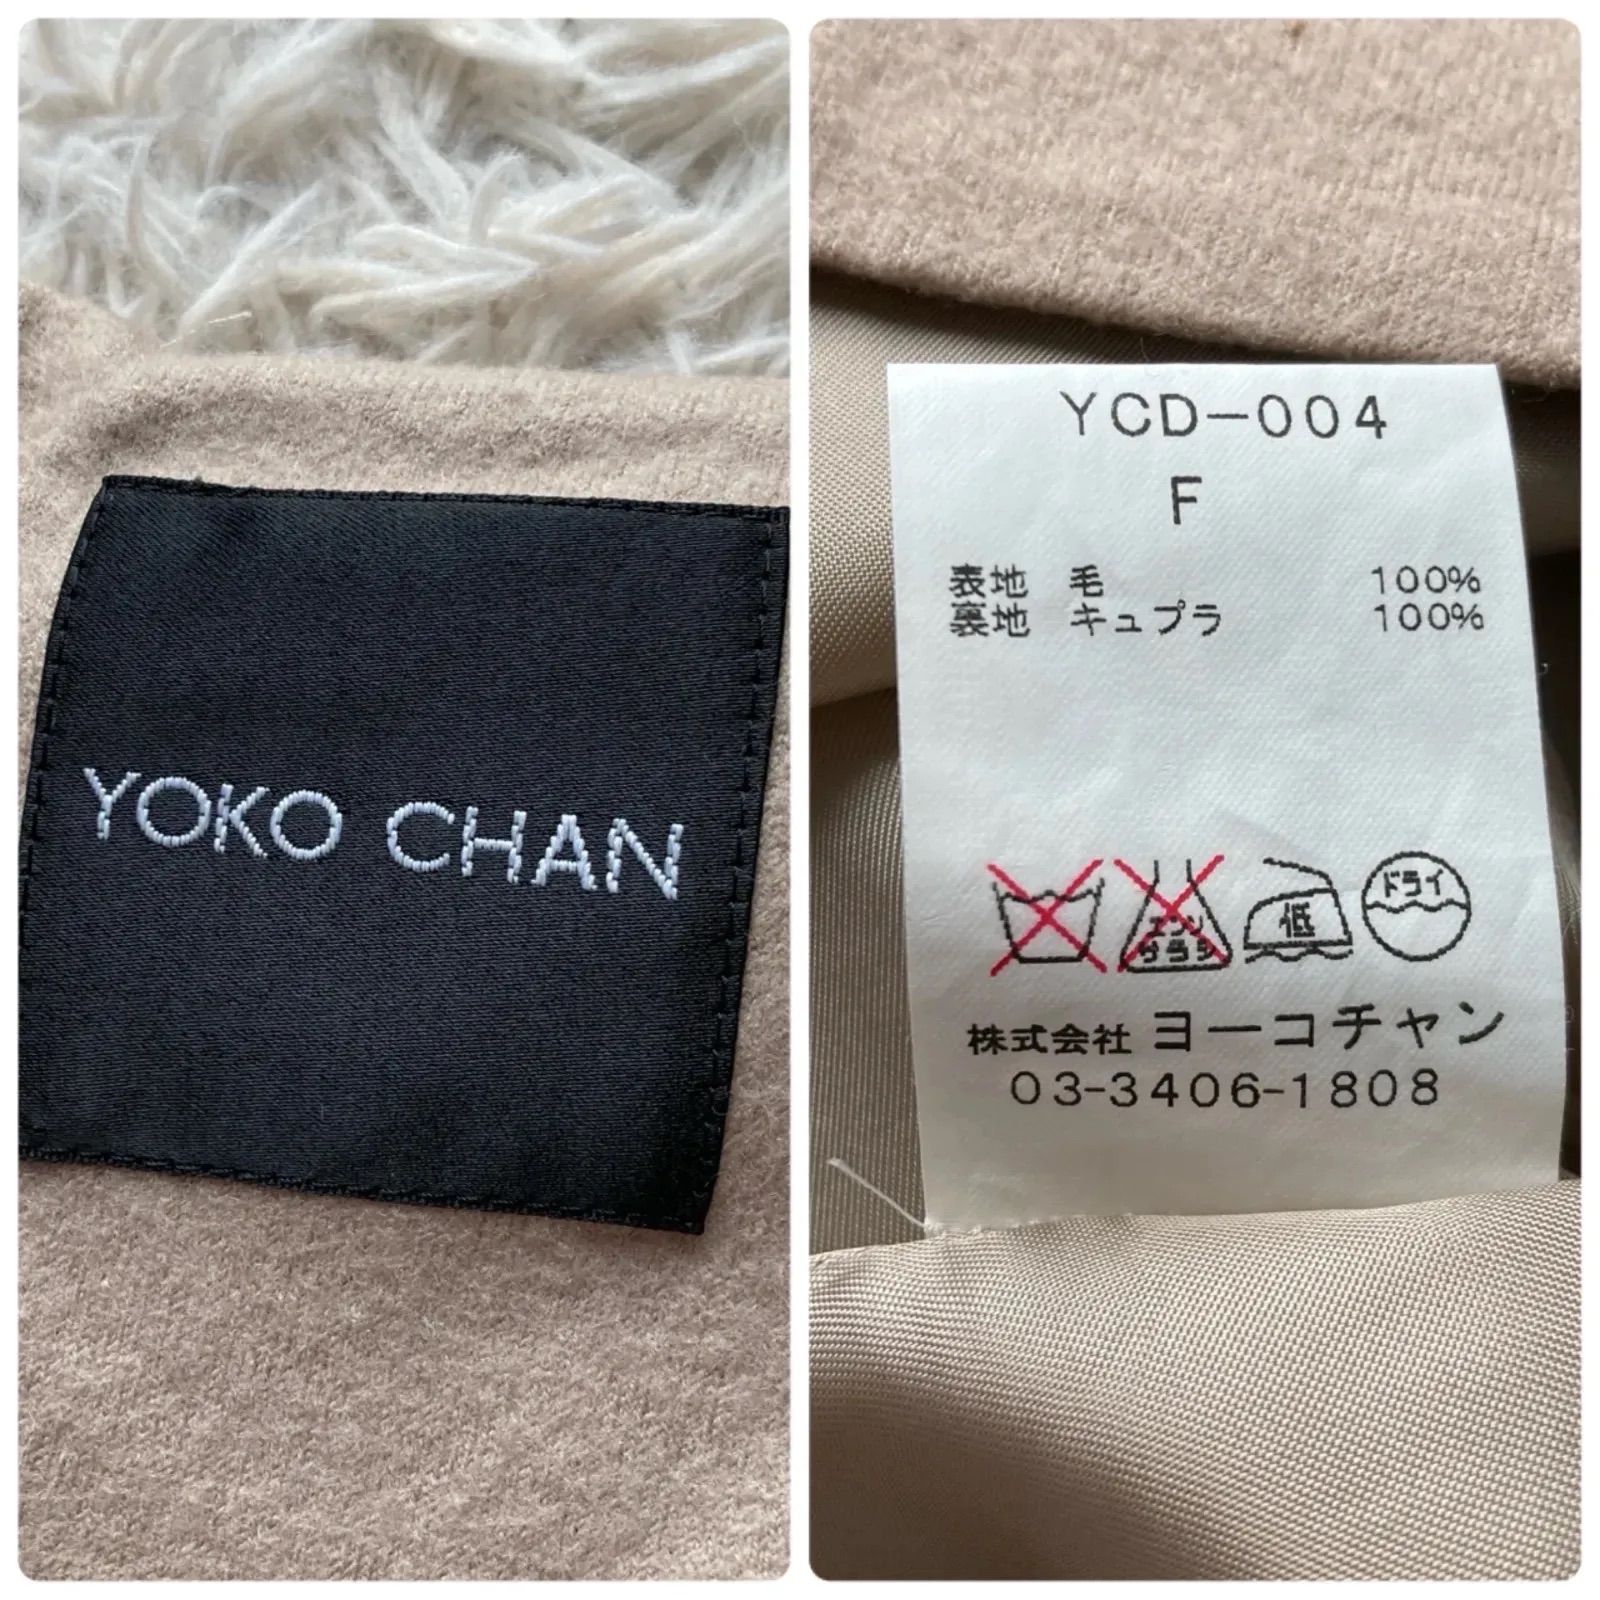 YOKO CHAN
YCD-004
F
表地 毛 100%
裏地 キュプラ 100%
エンソ
サラシ
低
ドライ
株式会社 ヨーコチャン
03-3406-1808